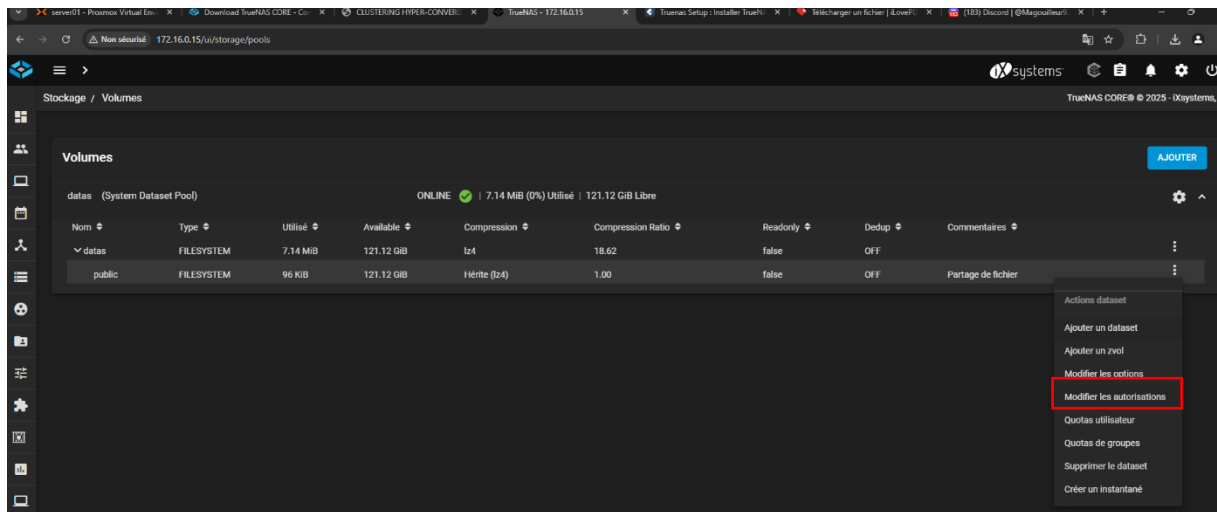 server01 - Proxmox Virtual Envi
Download TrueNAS CORE - Co
CLUSTERING HYPER-CONVER
TrueNAS - 172.16.0.15
Truenas Setup : Installer TrueN
Télécharger un fichier | iLoveP
(183) Discord | @Magouilleur
Non sécurisé 172.16.0.15/ui/storage/pools
iXsystems
Stockage / Volumes
TrueNAS CORE® © 2025 - iXsystems,
Volumes
AJOUTER
datas (System Dataset Pool) ONLINE | 7.14 MiB (0%) Utilisé | 121.12 GiB Libre
Nom Type Utilisé Available Compression Compression Ratio Readonly Dedup Commentaires
datas FILESYSTEM 7.14 MiB 121.12 GiB lz4 18.62 false OFF
public FILESYSTEM 96 KiB 121.12 GiB Hérite (lz4) 1.00 false OFF Partage de fichier
Actions dataset
Ajouter un dataset
Ajouter un zvol
Modifier les options
Modifier les autorisations
Quotas utilisateur
Quotas de groupes
Supprimer le dataset
Créer un instantané